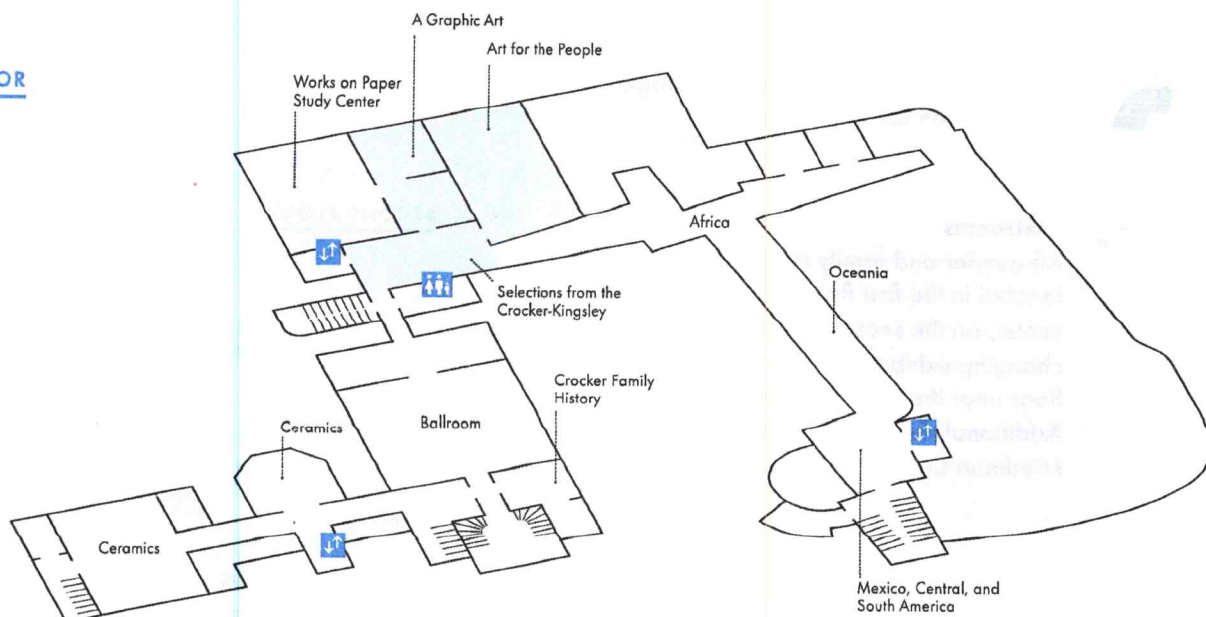 OR
A Graphic Art
Art for the People
Works on Paper
Study Center
Africa
Oceania
Selections from the
Crocker-Kingsley
Crocker Family
History
Ballroom
Ceramics
Ceramics
Mexico, Central, and
South America